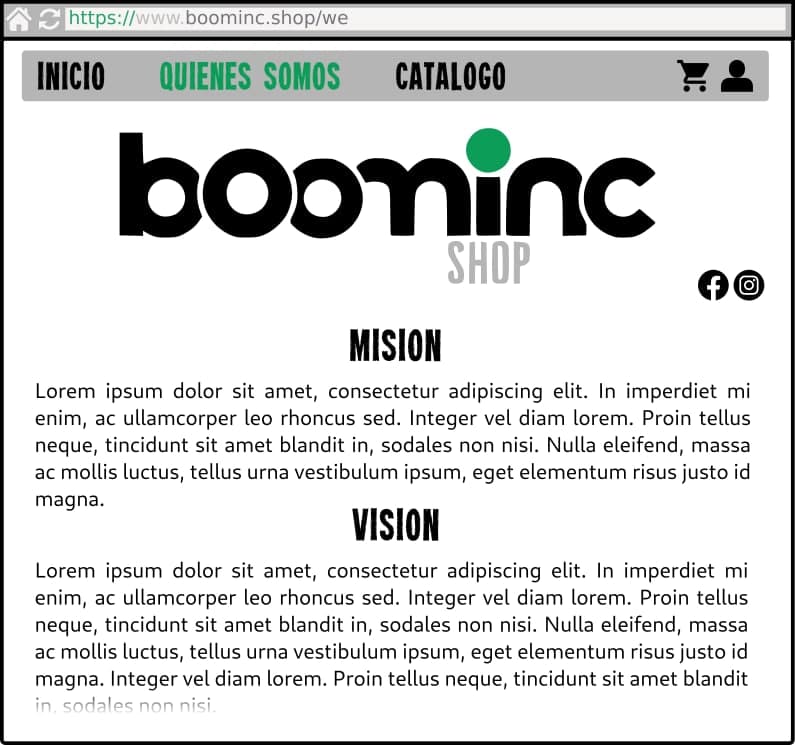 https://www.boominc.shop/we
INICIO QUIENES SOMOS CATALOGO
boominc
SHOP
MISION
Lorem ipsum dolor sit amet, consectetur adipiscing elit. In imperdiet mi
enim, ac ullamcorper leo rhoncus sed. Integer vel diam lorem. Proin tellus
neque, tincidunt sit amet blandit in, sodales non nisi. Nulla eleifend, massa
ac mollis luctus, tellus urna vestibulum ipsum, eget elementum risus justo id
magna.
VISION
Lorem ipsum dolor sit amet, consectetur adipiscing elit. In imperdiet mi
enim, ac ullamcorper leo rhoncus sed. Integer vel diam lorem. Proin tellus
neque, tincidunt sit amet blandit in, sodales non nisi. Nulla eleifend, massa
ac mollis luctus, tellus urna vestibulum ipsum, eget elementum risus justo id
magna. Integer vel diam lorem. Proin tellus neque, tincidunt sit amet blandit
in, sodales non nisi.